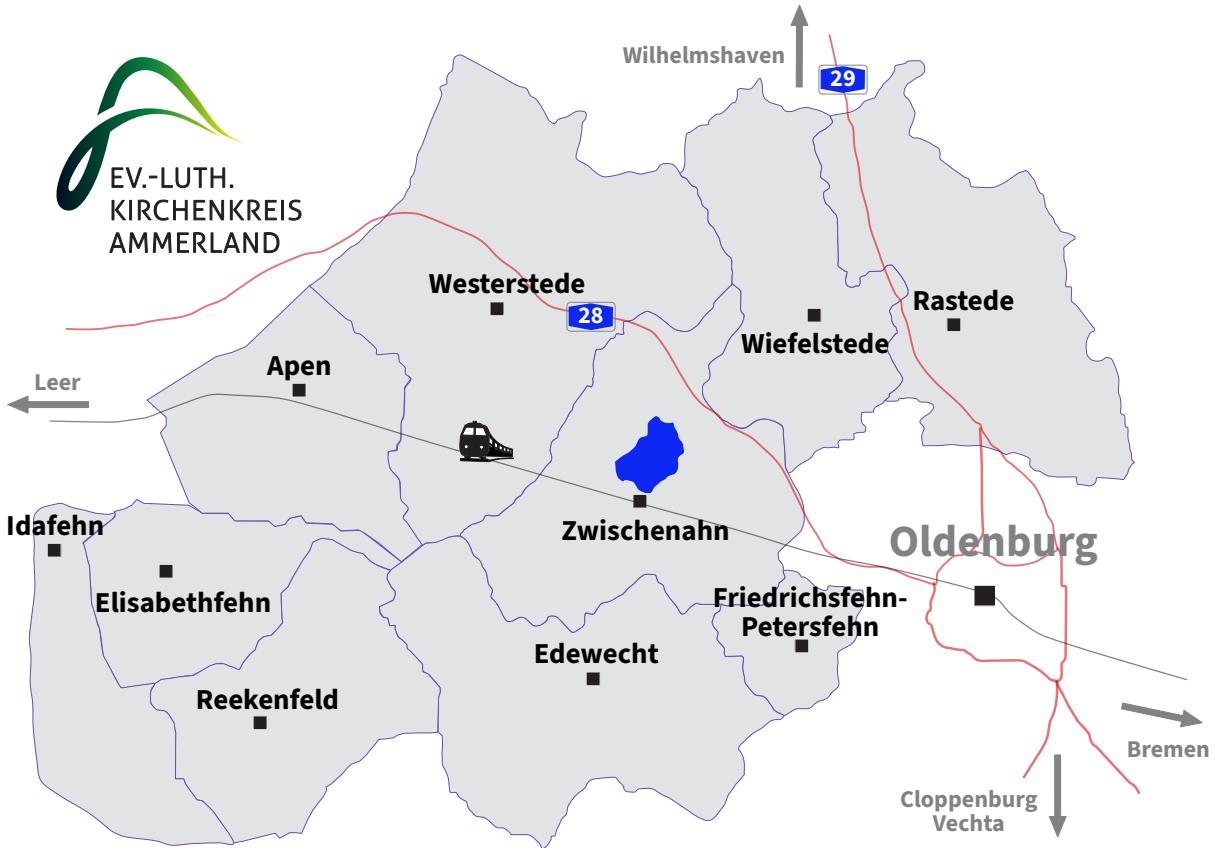 Wilhelmshaven
29
EV.-LUTH.
KIRCHENKREIS
AMMERLAND
Westerstede
28
Rastede
Wiefelstede
Apen
Leer
Idafehn
Zwischenahn
Oldenburg
Elisabethfehn
Friedrichsfehn-
Petersfehn
Edewecht
Reekenfeld
Bremen
Cloppenburg
Vechta